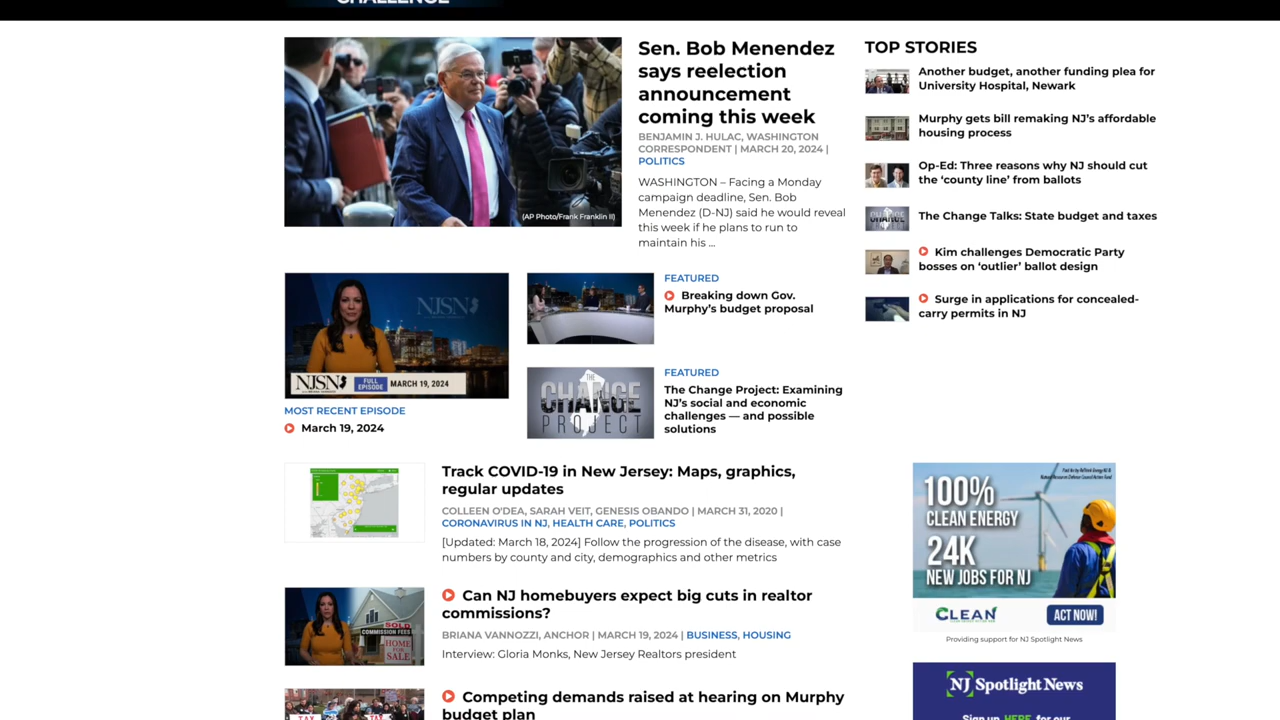 CHALLENGE
Sen. Bob Menendez
says reelection
announcement
coming this week
BENJAMIN J. HULAC, WASHINGTON
CORRESPONDENT | MARCH 20, 2024 |
POLITICS
WASHINGTON – Facing a Monday
campaign deadline, Sen. Bob
Menendez (D-NJ) said he would reveal
this week if he plans to run to
maintain his ...
(AP Photo/Frank Franklin II)
TOP STORIES
Another budget, another funding plea for
University Hospital, Newark
Murphy gets bill remaking NJ’s affordable
housing process
Op-Ed: Three reasons why NJ should cut
the ‘county line’ from ballots
The Change Talks: State budget and taxes
Kim challenges Democratic Party
bosses on ‘outlier’ ballot design
Surge in applications for concealed-
carry permits in NJ
NJSN
NJSN
FULL
EPISODE
MARCH 19, 2024
MOST RECENT EPISODE
March 19, 2024
FEATURED
Breaking down Gov.
Murphy’s budget proposal
THE
CHANGE
PROJECT
FEATURED
The Change Project: Examining
NJ’s social and economic
challenges — and possible
solutions
Track COVID-19 in New Jersey: Maps, graphics,
regular updates
COLLEEN O'DEA, SARAH VEIT, GENESIS OBANDO | MARCH 31, 2020 |
CORONAVIRUS IN NJ, HEALTH CARE, POLITICS
[Updated: March 18, 2024] Follow the progression of the disease, with case
numbers by county and city, demographics and other metrics
SOLD
COMMISSION FEES
HOME
FOR
SALE
Can NJ homebuyers expect big cuts in realtor
commissions?
BRIANA VANNOZZI, ANCHOR | MARCH 19, 2024 | BUSINESS, HOUSING
Interview: Gloria Monks, New Jersey Realtors president
TAX
TAX
Competing demands raised at hearing on Murphy
budget plan
100%
CLEAN ENERGY
24K
NEW JOBS FOR NJ
CLEAN
ACT NOW!
Providing support for NJ Spotlight News
NJ Spotlight News
Sign up HERE for our